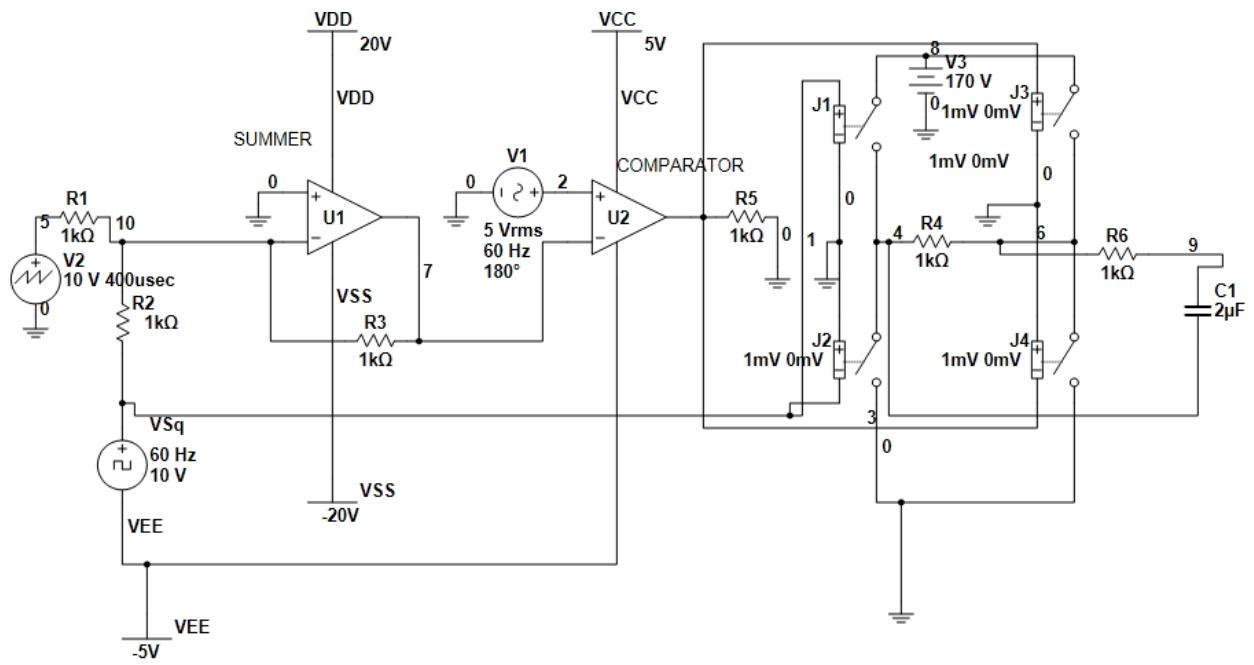 VDD
20V
VDD
SUMMER
0
U1
R1
5
10
1kΩ
V2
10 V 400usec
0
R2
1kΩ
VSS
R3
1kΩ
7
VSq
60 Hz
10 V
VEE
VSS
-20V
VEE
-5V
VCC
5V
VCC
V1
COMPARATOR
0
2
U2
5 Vrms
60 Hz
180°
R5
1kΩ
0
1
J1
0
8
V3
170 V
0
J3
1mV 0mV
1mV 0mV
0
4
R4
1kΩ
6
R6
1kΩ
9
C1
2µF
J2
1mV 0mV
J4
1mV 0mV
3
0